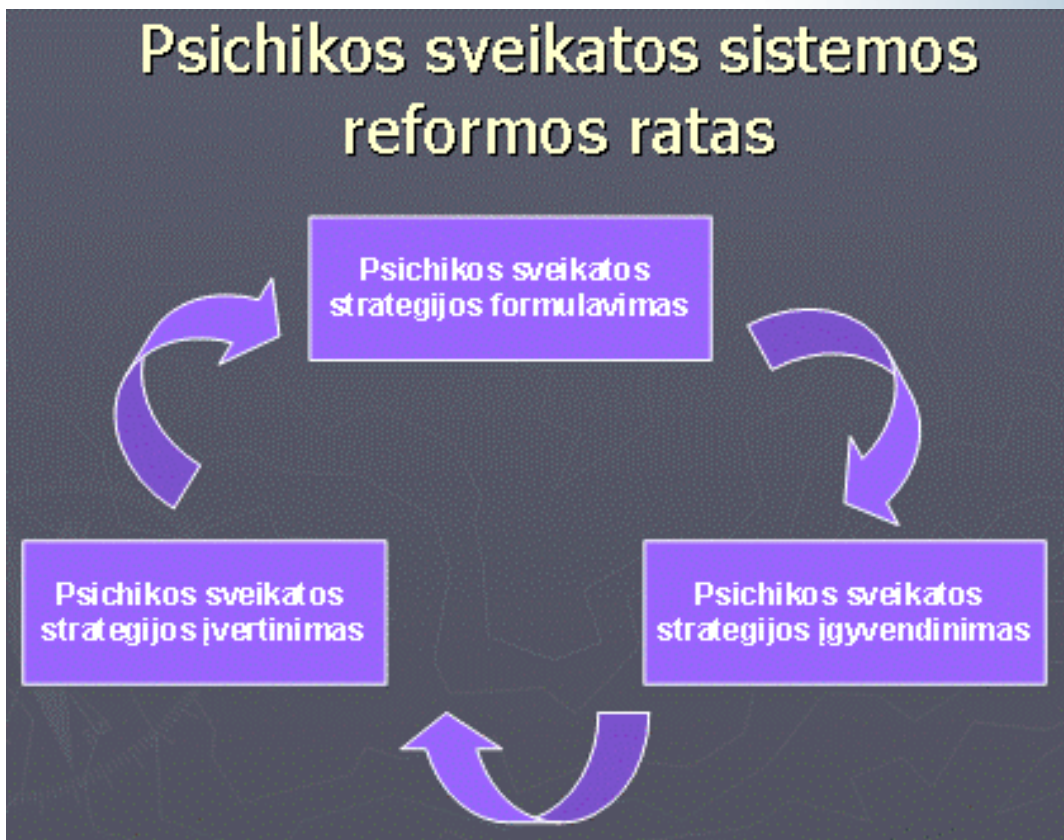 Psichikos sveikatos sistemos
reformos ratas
Psichikos sveikatos
strategijos formulavimas
Psichikos sveikatos
strategijos įvertinimas
Psichikos sveikatos
strategijos įgyvendinimas